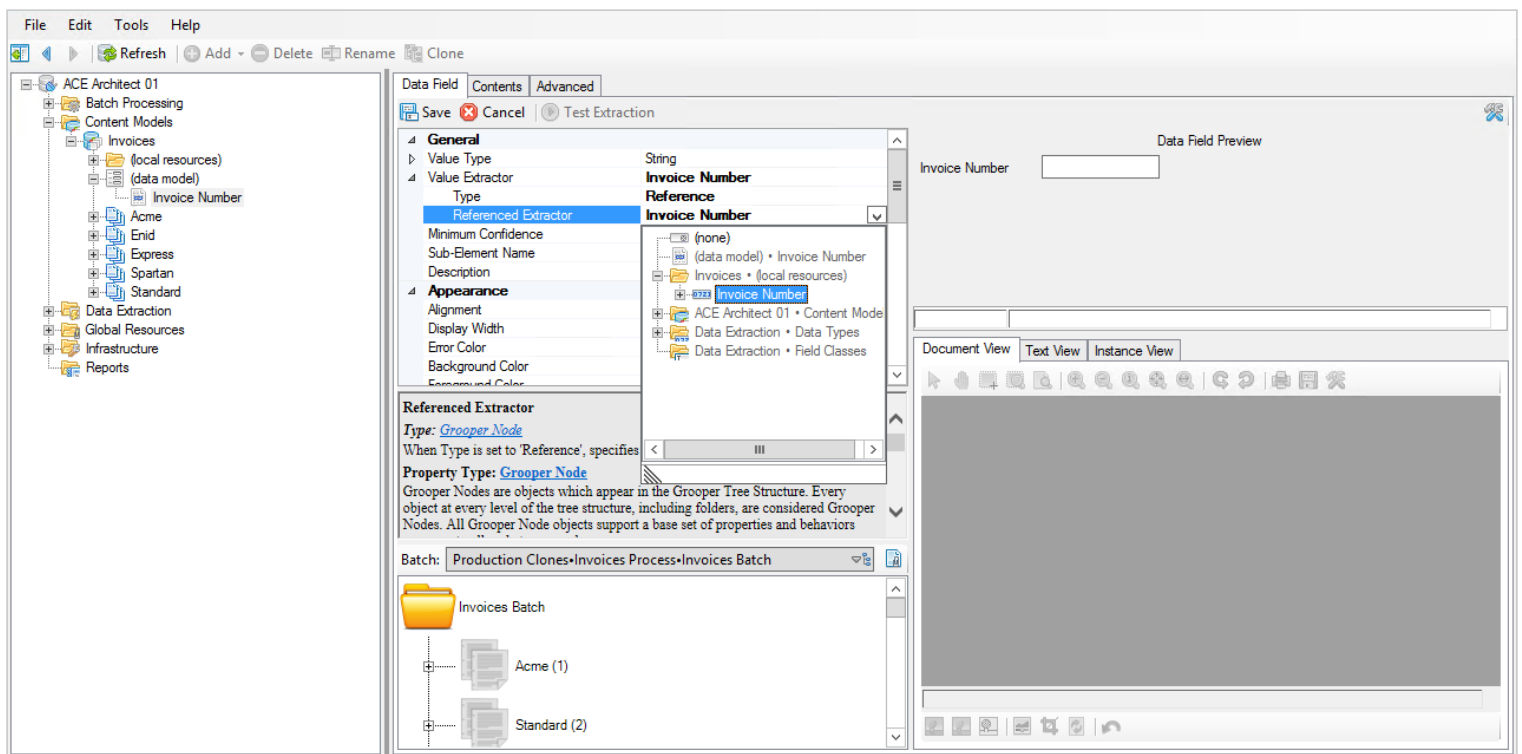 File Edit Tools Help
Refresh Add Delete Rename Clone
ACE Architect 01
Batch Processing
Content Models
Invoices
(local resources)
(data model)
Invoice Number
Acme
Enid
Express
Spartan
Standard
Data Extraction
Global Resources
Infrastructure
Reports
Data Field Contents Advanced
Save Cancel Test Extraction
General
Value Type String
Value Extractor Invoice Number
Type Reference
Referenced Extractor Invoice Number
Minimum Confidence
Sub-Element Name
Description
Appearance
Alignment
Display Width
Error Color
Background Color
Foreground Color
(none)
(data model) • Invoice Number
Invoices • (local resources)
Invoice Number
ACE Architect 01 • Content Mode
Data Extraction • Data Types
Data Extraction • Field Classes
Referenced Extractor
Type: Grooper Node
When Type is set to 'Reference', specifies
Property Type: Grooper Node
Grooper Nodes are objects which appear in the Grooper Tree Structure. Every
object at every level of the tree structure, including folders, are considered Grooper
Nodes. All Grooper Node objects support a base set of properties and behaviors
Batch: Production Clones•Invoices Process•Invoices Batch
Invoices Batch
Acme (1)
Standard (2)
Data Field Preview
Invoice Number
Document View Text View Instance View